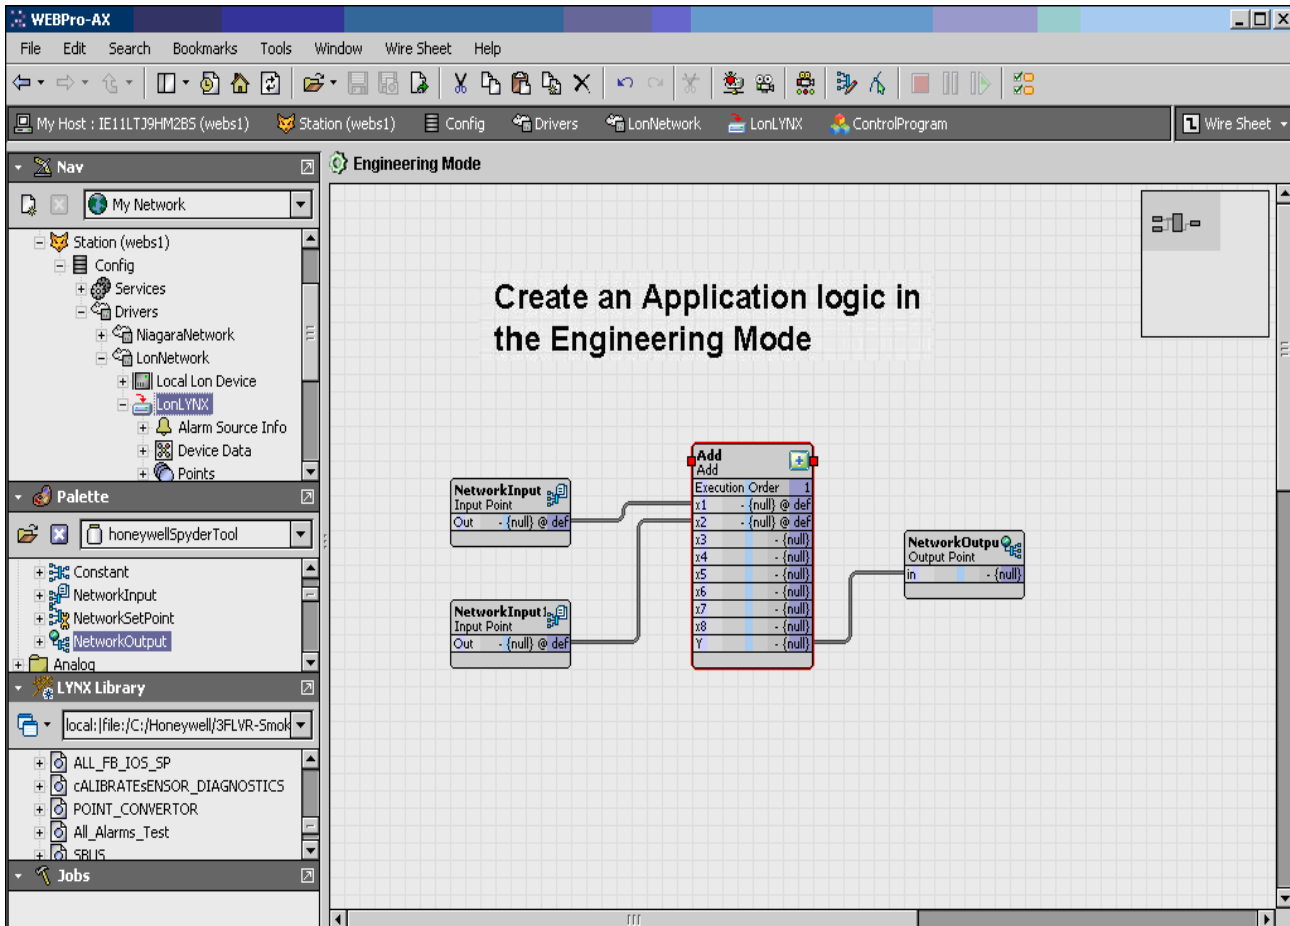 WEBPro-AX
File Edit Search Bookmarks Tools Window Wire Sheet Help
My Host : IE11LTJ9HM2BS (webs1) Station (webs1) Config Drivers LonNetwork LonLYNX ControlProgram Wire Sheet
Nav
My Network
Station (webs1)
Config
Services
Drivers
NiagaraNetwork
LonNetwork
Local Lon Device
LonLYNX
Alarm Source Info
Device Data
Points
Palette
honeywellSpyderTool
Constant
NetworkInput
NetworkSetPoint
NetworkOutput
Analog
LYNX Library
local:|file:/C:/Honeywell/3FLVR-Smok
ALL_FB_IOS_SP
cALIBRATEsENSOR_DIAGNOSTICS
POINT_CONVERTOR
All_Alarms_Test
SBUS
Jobs
Engineering Mode
Create an Application logic in
the Engineering Mode
NetworkInput
Input Point
Out - {null} @ def
NetworkInput1
Input Point
Out - {null} @ def
Add
Add
Execution Order 1
x1 - {null} @ def
x2 - {null} @ def
x3 - {null}
x4 - {null}
x5 - {null}
x6 - {null}
x7 - {null}
x8 - {null}
Y - {null}
NetworkOutpu
Output Point
in - {null}